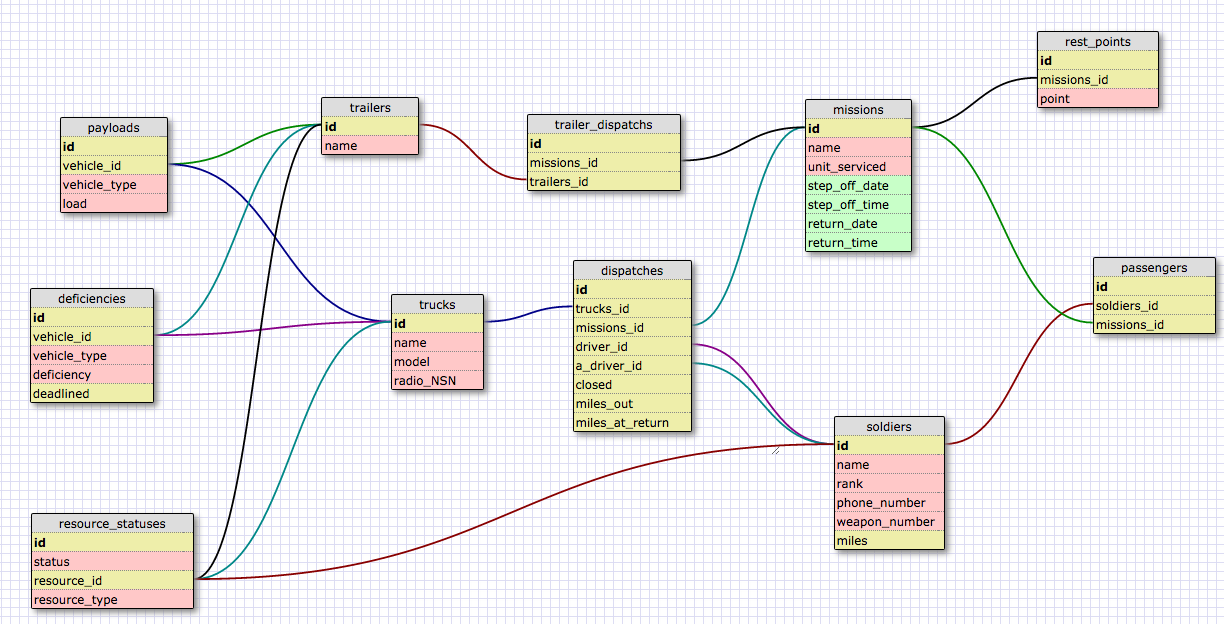 rest_points
id
missions_id
point
trailers
id
name
missions
id
name
unit_serviced
step_off_date
step_off_time
return_date
return_time
trailer_dispatchs
id
missions_id
trailers_id
payloads
id
vehicle_id
vehicle_type
load
passengers
id
soldiers_id
missions_id
dispatches
id
trucks_id
missions_id
driver_id
a_driver_id
closed
miles_out
miles_at_return
deficiencies
id
vehicle_id
vehicle_type
deficiency
deadlined
trucks
id
name
model
radio_NSN
soldiers
id
name
rank
phone_number
weapon_number
miles
resource_statuses
id
status
resource_id
resource_type